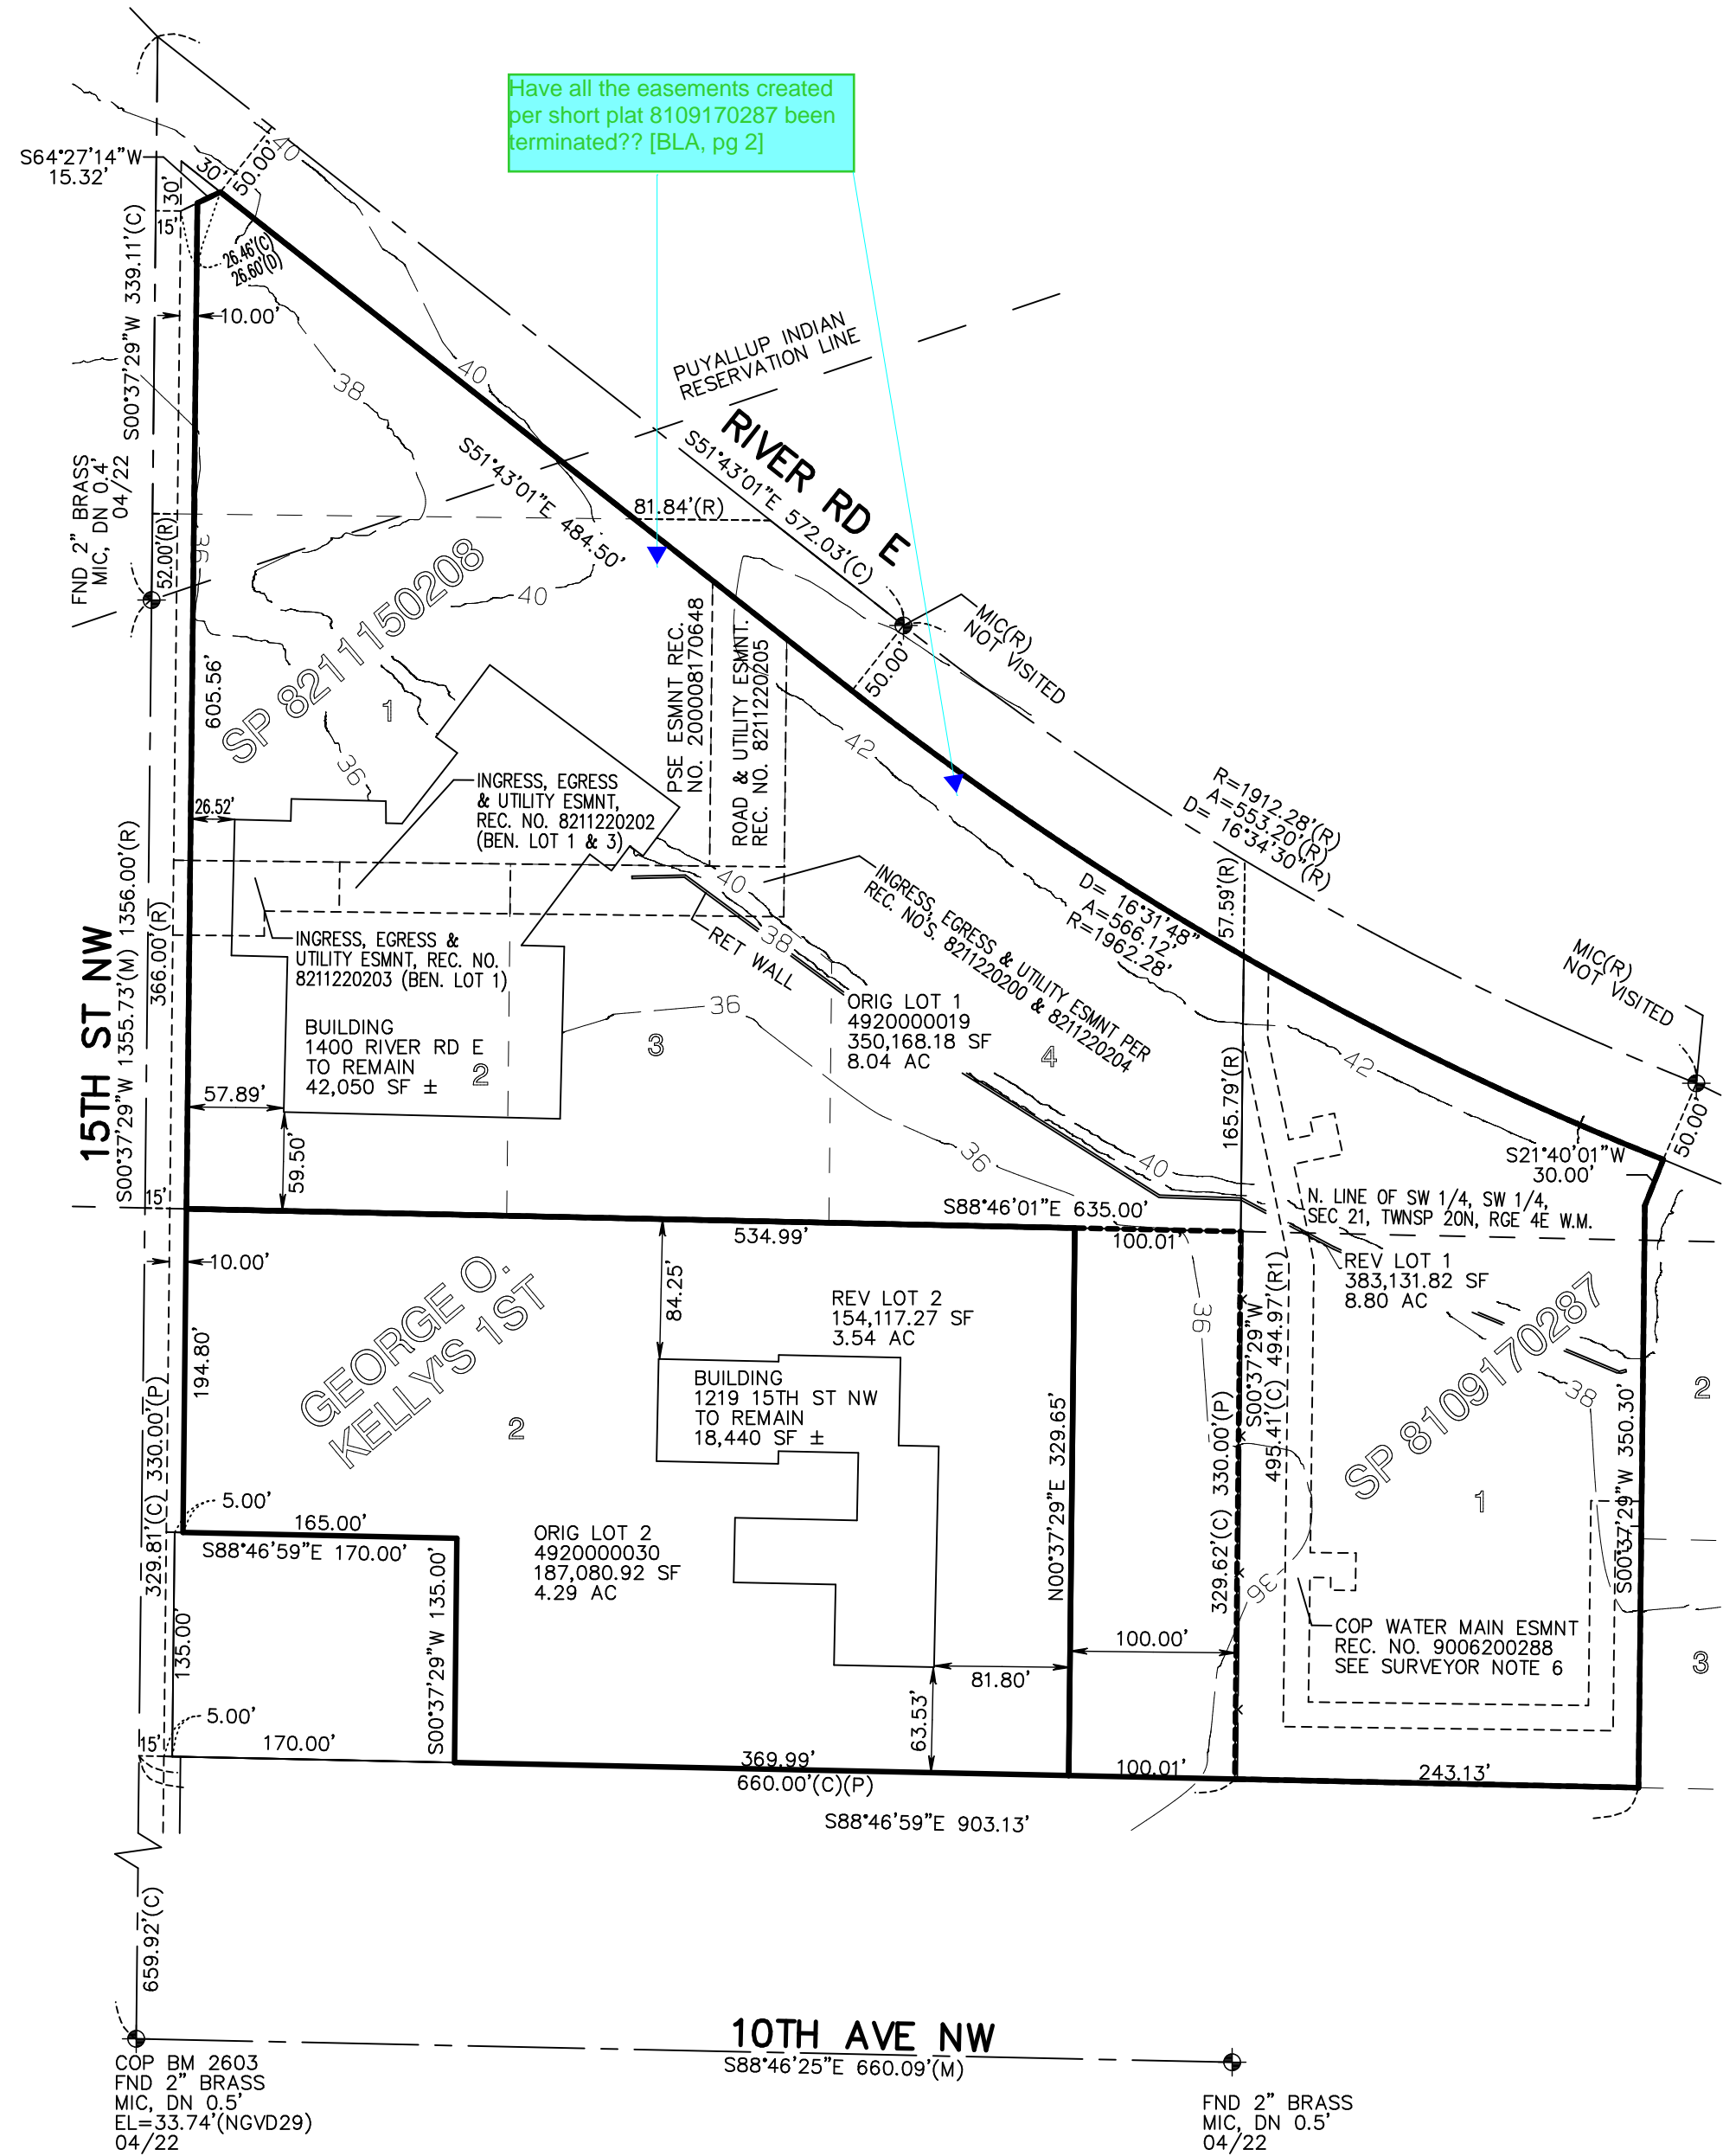 Have all the easements created
per short plat 8109170287 been
terminated?? [BLA, pg 2]
S64°27'14"W
15.32'
30'
50.00'
40
30'
15'
26.46'(C)
26.60'(D)
10.00'
S00°37'29"W 339.11'(C)
38
40
PUYALLUP INDIAN
RESERVATION LINE
RIVER RD E
S51°43'01"E 572.03'(C)
S51°43'01"E 484.50'
81.84'(R)
FND 2" BRASS
MIC, DN 0.4'
04/22
52.00'(R)
36
40
SP 8211150208
1
605.56'
36
MIC(R)
NOT VISITED
50.00'
PSE ESMNT REC.
NO. 200008170648
ROAD & UTILITY ESMNT.
REC. NO. 8211220205
42
INGRESS, EGRESS
& UTILITY ESMNT,
REC. NO. 8211220202
(BEN. LOT 1 & 3)
26.52'
R=1912.28'(R)
A=553.20'(R)
D= 16°34'30"(R)
D= 16°31'48"
A=566.12'
R=1962.28'
57.59'(R)
15TH ST NW
S00°37'29"W 1355.73'(M) 1356.00'(R)
366.00'(R)
40
38
RET WALL
INGRESS, EGRESS & UTILITY ESMNT PER
REC. NO'S. 8211220200 & 8211220204
INGRESS, EGRESS &
UTILITY ESMNT, REC. NO.
8211220203 (BEN. LOT 1)
MIC(R)
NOT VISITED
BUILDING
1400 RIVER RD E
TO REMAIN
42,050 SF ±
2
3
36
ORIG LOT 1
4920000019
350,168.18 SF
8.04 AC
4
42
165.79'(R)
57.89'
59.50'
36
40
50.00'
S21°40'01"W
30.00'
15'
S88°46'01"E 635.00'
N. LINE OF SW 1/4, SW 1/4,
SEC 21, TWNSP 20N, RGE 4E W.M.
534.99'
100.01'
10.00'
GEORGE O.
KELLY'S 1ST
84.25'
REV LOT 2
154,117.27 SF
3.54 AC
36
REV LOT 1
383,131.82 SF
8.80 AC
S00°37'29"W
495.41'(C) 494.97'(R1)
SP 8109170287
38
2
194.80'
BUILDING
1219 15TH ST NW
TO REMAIN
18,440 SF ±
2
N00°37'29"E 329.65'
329.62'(C) 330.00'(P)
1
S00°37'29"W 350.30'
329.81'(C) 330.00'(P)
5.00'
165.00'
S88°46'59"E 170.00'
ORIG LOT 2
4920000030
187,080.92 SF
4.29 AC
36
S00°37'29"W 135.00'
135.00'
100.00'
COP WATER MAIN ESMNT
REC. NO. 9006200288
SEE SURVEYOR NOTE 6
3
81.80'
63.53'
5.00'
15'
170.00'
369.99'
660.00'(C)(P)
100.01'
243.13'
S88°46'59"E 903.13'
659.92'(C)
10TH AVE NW
S88°46'25"E 660.09'(M)
COP BM 2603
FND 2" BRASS
MIC, DN 0.5'
EL=33.74'(NGVD29)
04/22
FND 2" BRASS
MIC, DN 0.5'
04/22